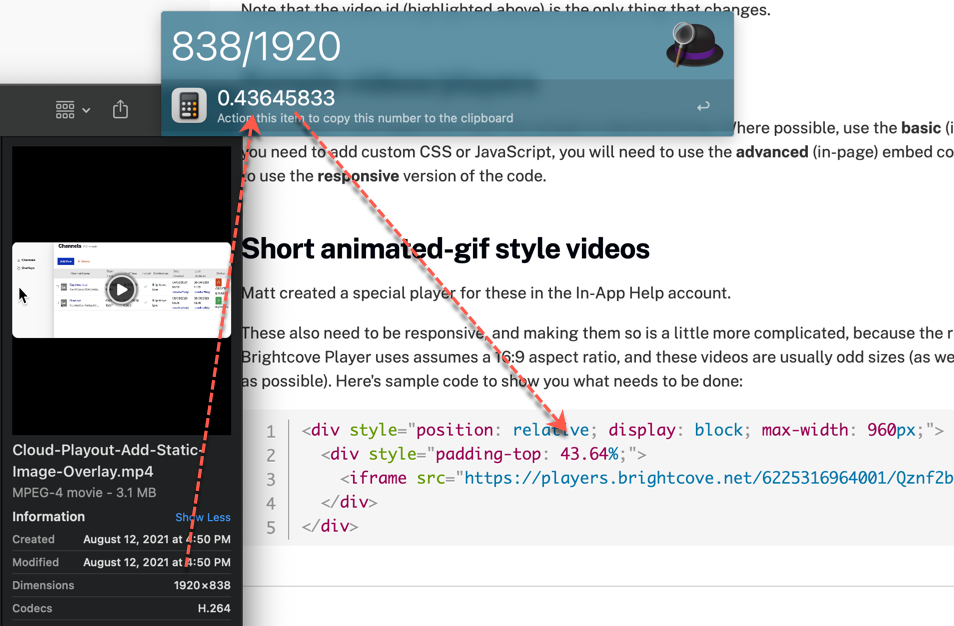 Note that the video id (highlighted above) is the only thing that changes.
838/1920
0.43645833
Action this item to copy this number to the clipboard
here possible, use the basic (i
you need to add custom CSS or JavaScript, you will need to use the advanced (in-page) embed co
to use the responsive version of the code.
Channels
Short animated-gif style videos
Matt created a special player for these in the In-App Help account.
These also need to be responsive, and making them so is a little more complicated, because the r
Brightcove Player uses assumes a 16:9 aspect ratio, and these videos are usually odd sizes (as we
as possible). Here's sample code to show you what needs to be done:
1 <div style="position: relative; display: block; max-width: 960px;">
2 <div style="padding-top: 43.64%;">
3 <iframe src="https://players.brightcove.net/6225316964001/Qznf2b
4 </div>
5 </div>
Cloud-Playout-Add-Static-
Image-Overlay.mp4
MPEG-4 movie - 3.1 MB
Information Show Less
Created August 12, 2021 at 4:50 PM
Modified August 12, 2021 at 4:50 PM
Dimensions 1920×838
Codecs H.264